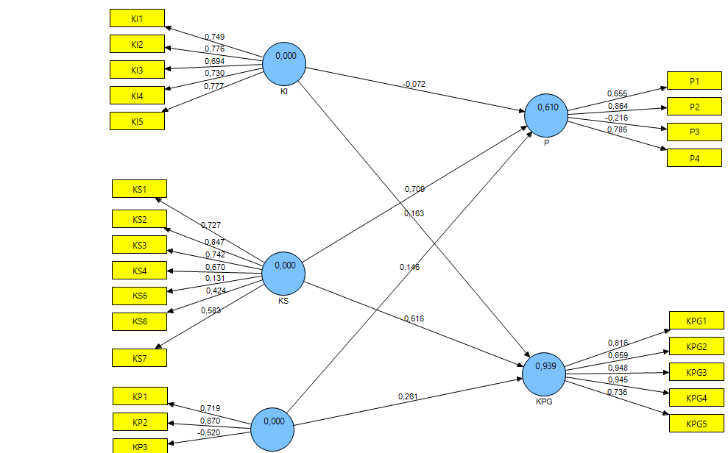 KI1
0,749
KI2
0,776
KI3
0,694
KI4
0,730
KI5
0,777
0,000
KI
-0,072
0,610
P
0,655
P1
0,864
P2
-0,216
P3
0,786
P4
KS1
0,727
KS2
0,847
KS3
0,742
KS4
0,670
KS5
0,131
KS6
0,424
KS7
0,583
0,000
KS
0,709
0,163
0,146
0,616
0,261
0,939
KPG
0,816
KPG1
0,659
KPG2
0,948
KPG3
0,945
KPG4
0,736
KPG5
KP1
0,719
KP2
0,870
KP3
-0,520
0,000